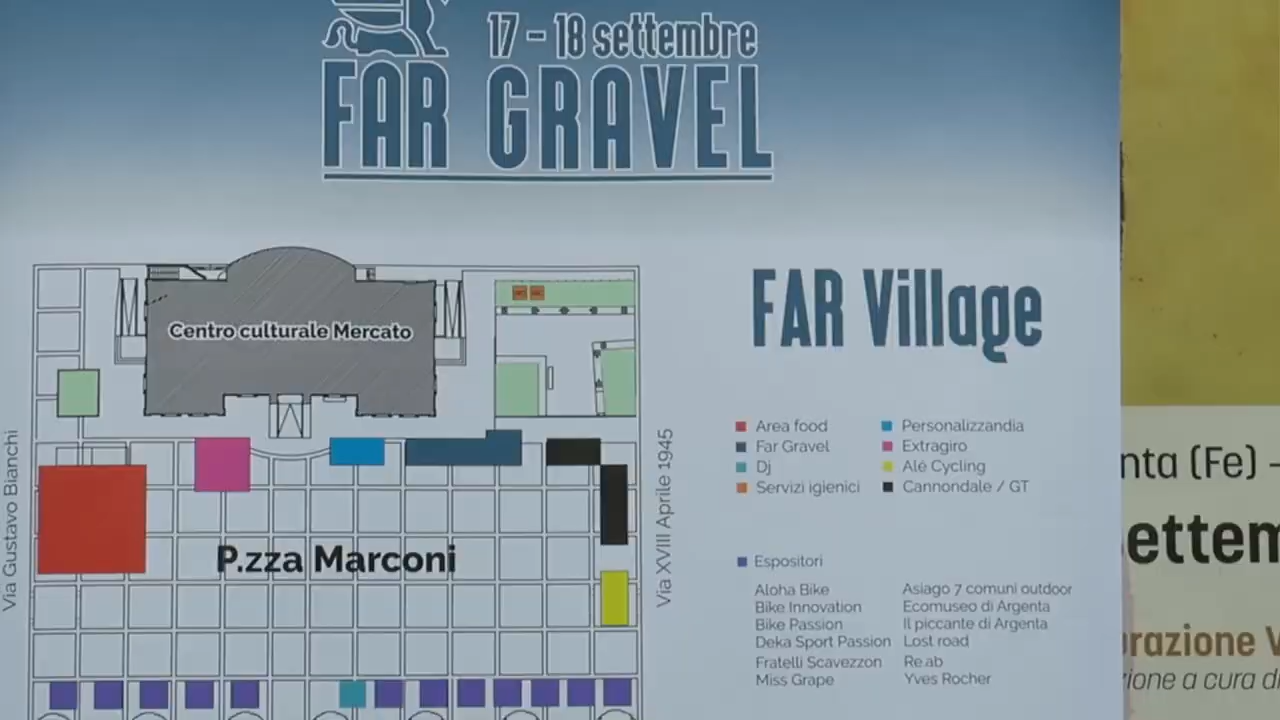 17 - 18 settembre
FAR GRAVEL
FAR Village
Centro culturale Mercato
P.zza Marconi
Via Gustavo Bianchi
Via XVIII Aprile 1945
Area food
Far Gravel
Dj
Servizi igienici
Personalizzandia
Extragiro
Alé Cycling
Cannondale / GT
Espositori
Aloha Bike
Bike Innovation
Bike Passion
Deka Sport Passion
Fratelli Scavezzon
Miss Grape
Asiago 7 comuni outdoor
Ecomuseo di Argenta
Il piccante di Argenta
Lost road
Re.ab
Yves Rocher
nta (Fe) -
ettem
razione V
ione a cura di